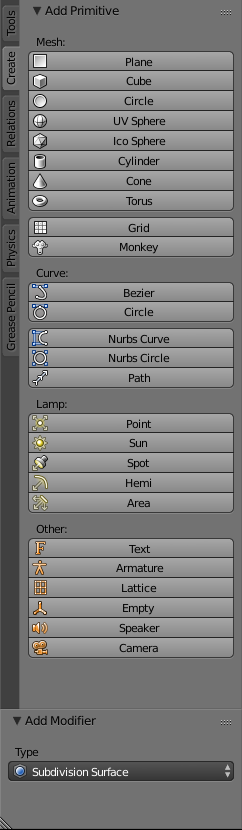 Tools
Create
Relations
Animation
Physics
Grease Pencil
Add Primitive
Mesh:
Plane
Cube
Circle
UV Sphere
Ico Sphere
Cylinder
Cone
Torus
Grid
Monkey
Curve:
Bezier
Circle
Nurbs Curve
Nurbs Circle
Path
Lamp:
Point
Sun
Spot
Hemi
Area
Other:
Text
Armature
Lattice
Empty
Speaker
Camera
Add Modifier
Type
Subdivision Surface